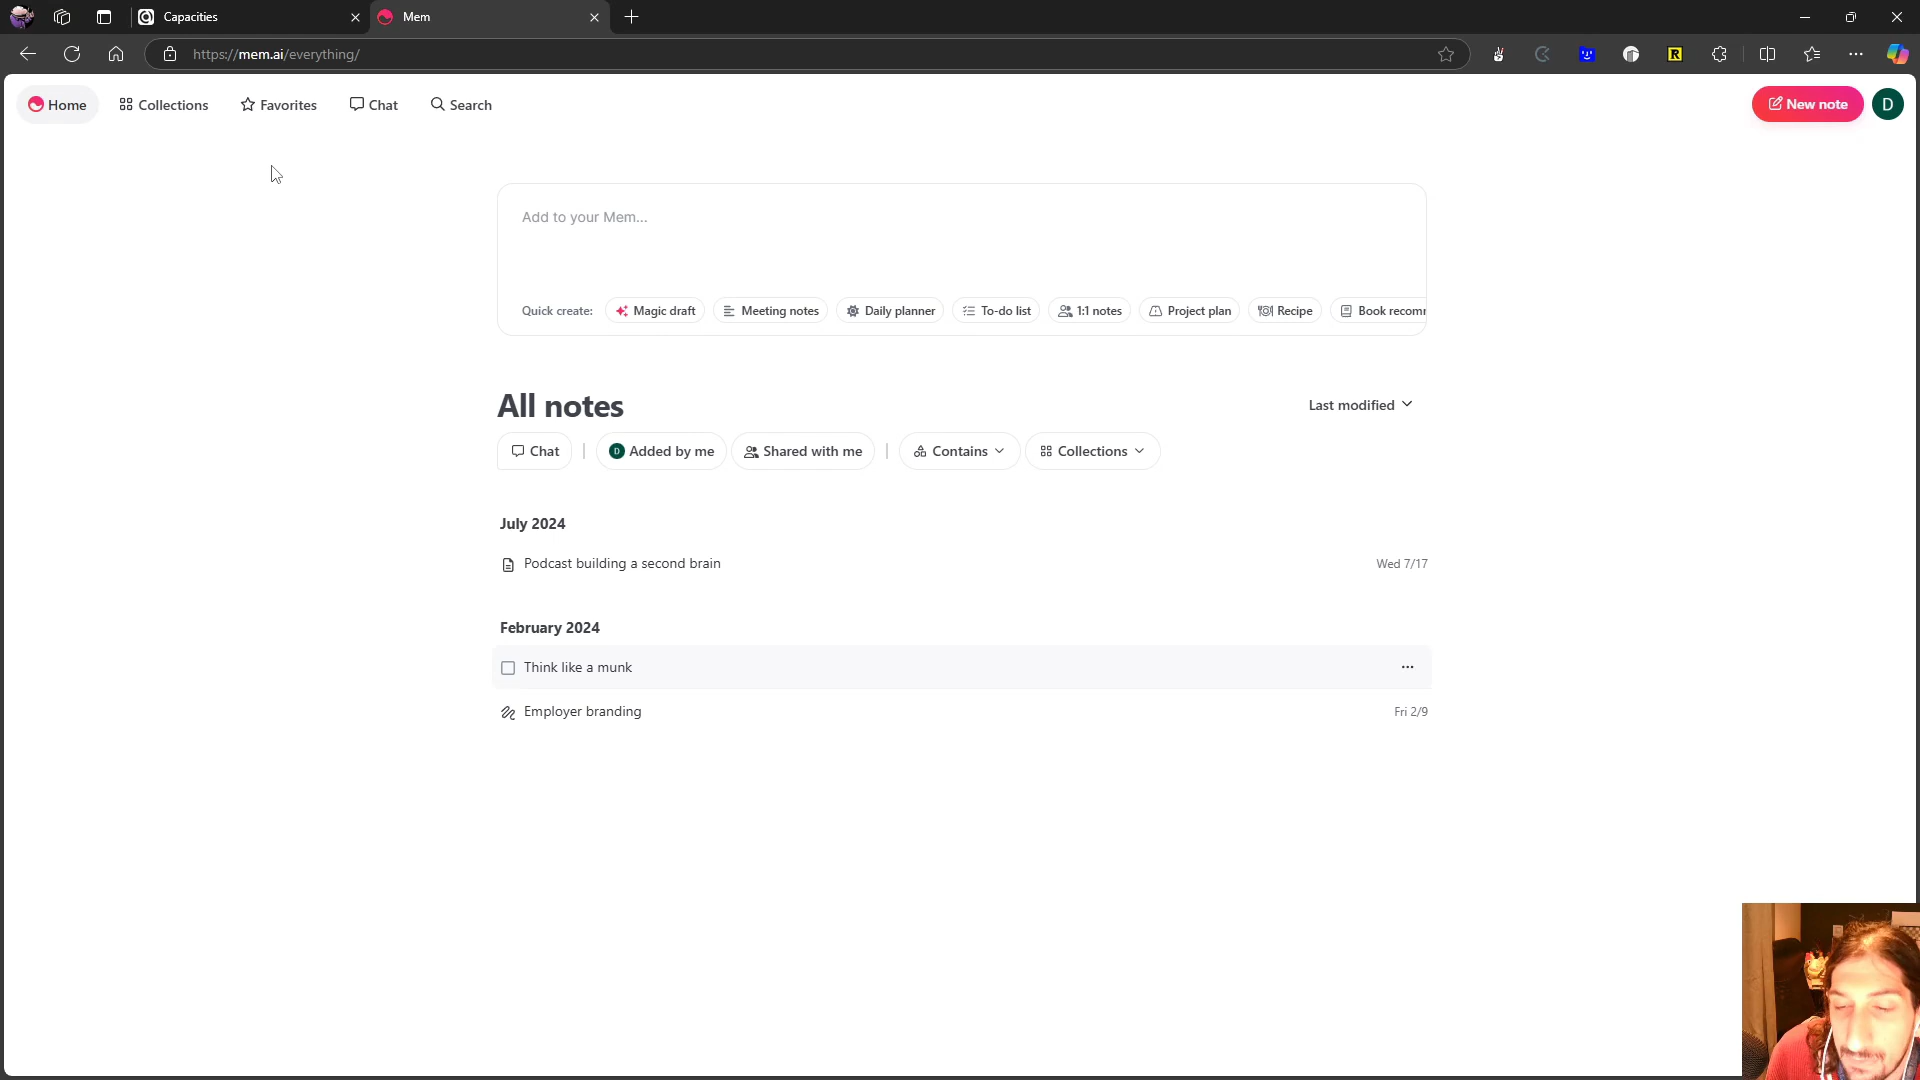 Capacities
Mem
https://mem.ai/everything/
Home
Collections
Favorites
Chat
Search
New note
D
Add to your Mem...
Quick create:
Magic draft
Meeting notes
Daily planner
To-do list
1:1 notes
Project plan
Recipe
Book recomm
All notes
Last modified
Chat
D Added by me
Shared with me
Contains
Collections
July 2024
Podcast building a second brain
Wed 7/17
February 2024
Think like a munk
Employer branding
Fri 2/9